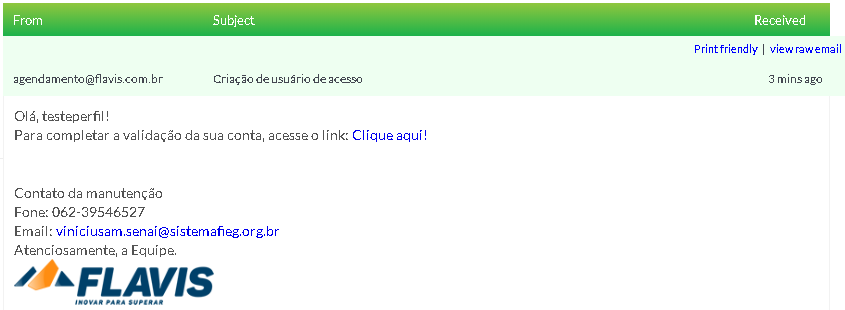 From Subject Received
Print friendly | view raw email
agendamento@flavis.com.br Criação de usuário de acesso 3 mins ago
Olá, testeperfil!
Para completar a validação da sua conta, acesse o link: Clique aqui!
Contato da manutenção
Fone: 062-39546527
Email: viniciusam.senai@sistemafieg.org.br
Atenciosamente, a Equipe.
FLAVIS
INOVAR PARA SUPERAR